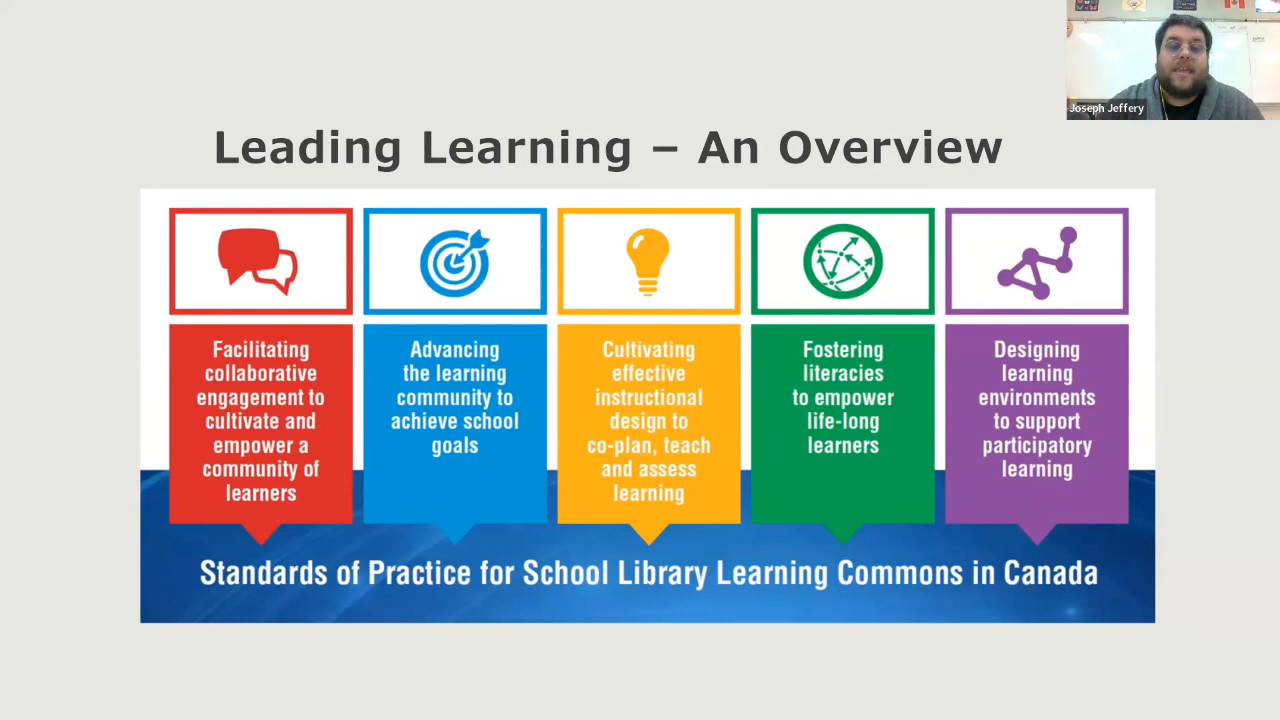 Joseph Jeffery
Leading Learning – An Overview
Facilitating
collaborative
engagement to
cultivate and
empower a
community of
learners
Advancing
the learning
community to
achieve school
goals
Cultivating
effective
instructional
design to
co-plan, teach
and assess
learning
Fostering
literacies
to empower
life-long
learners
Designing
learning
environments
to support
participatory
learning
Standards of Practice for School Library Learning Commons in Canada